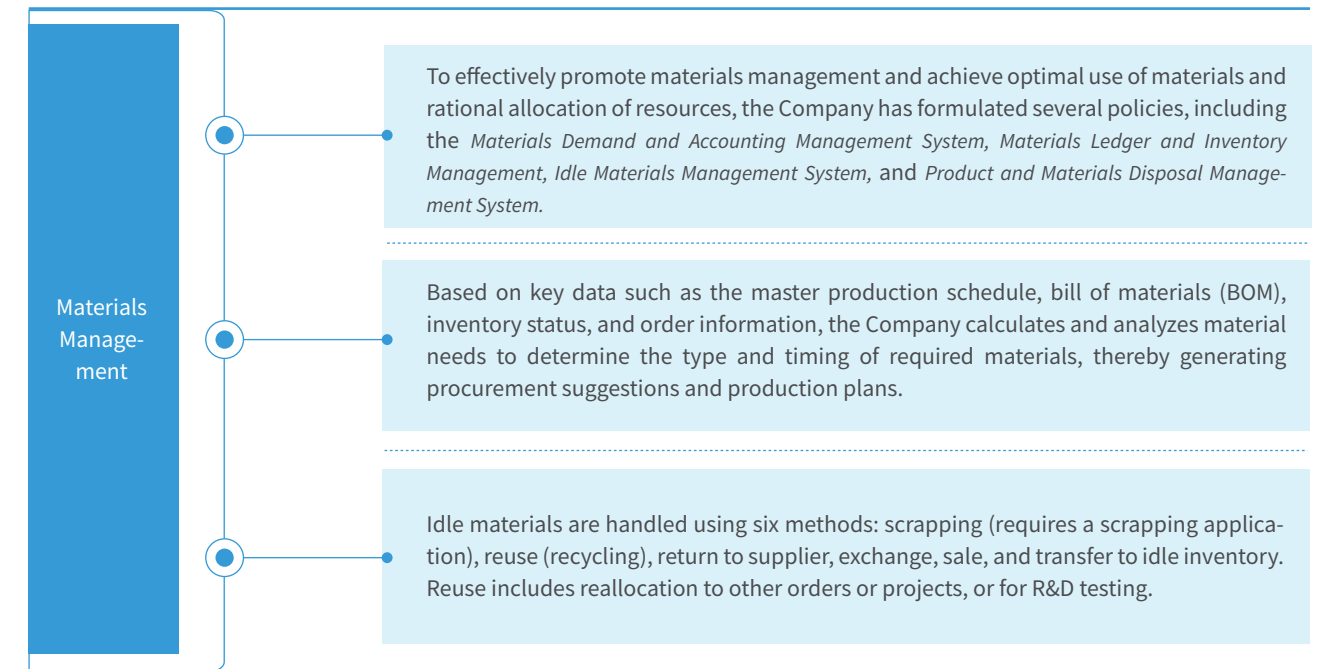 Materials
Manage-
ment
To effectively promote materials management and achieve optimal use of materials and
rational allocation of resources, the Company has formulated several policies, including
the Materials Demand and Accounting Management System, Materials Ledger and Inventory
Management, Idle Materials Management System, and Product and Materials Disposal Manage-
ment System.
Based on key data such as the master production schedule, bill of materials (BOM),
inventory status, and order information, the Company calculates and analyzes material
needs to determine the type and timing of required materials, thereby generating
procurement suggestions and production plans.
Idle materials are handled using six methods: scrapping (requires a scrapping applica-
tion), reuse (recycling), return to supplier, exchange, sale, and transfer to idle inventory.
Reuse includes reallocation to other orders or projects, or for R&D testing.